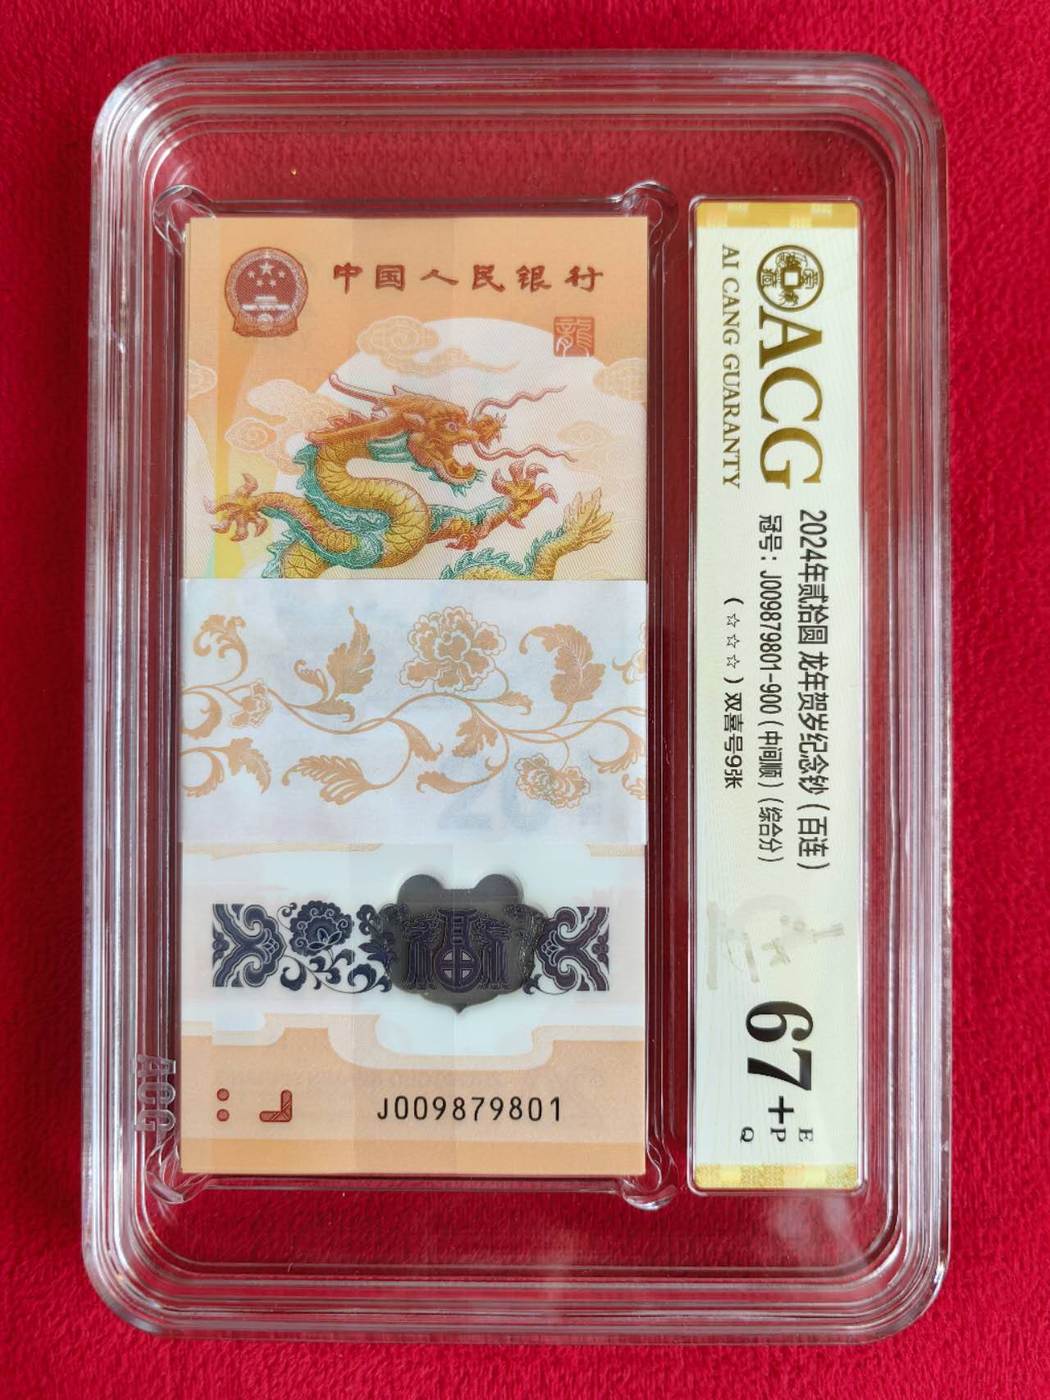 中国人民银行
龍
J009879801
ACG
AI CANG GUARANTY
2024年贰拾圆 龙年贺岁纪念钞（百连）
冠号：J009879801-900（中间顺）（综合分）
（☆☆☆）双喜号9张
67+
E
P
Q
ACG